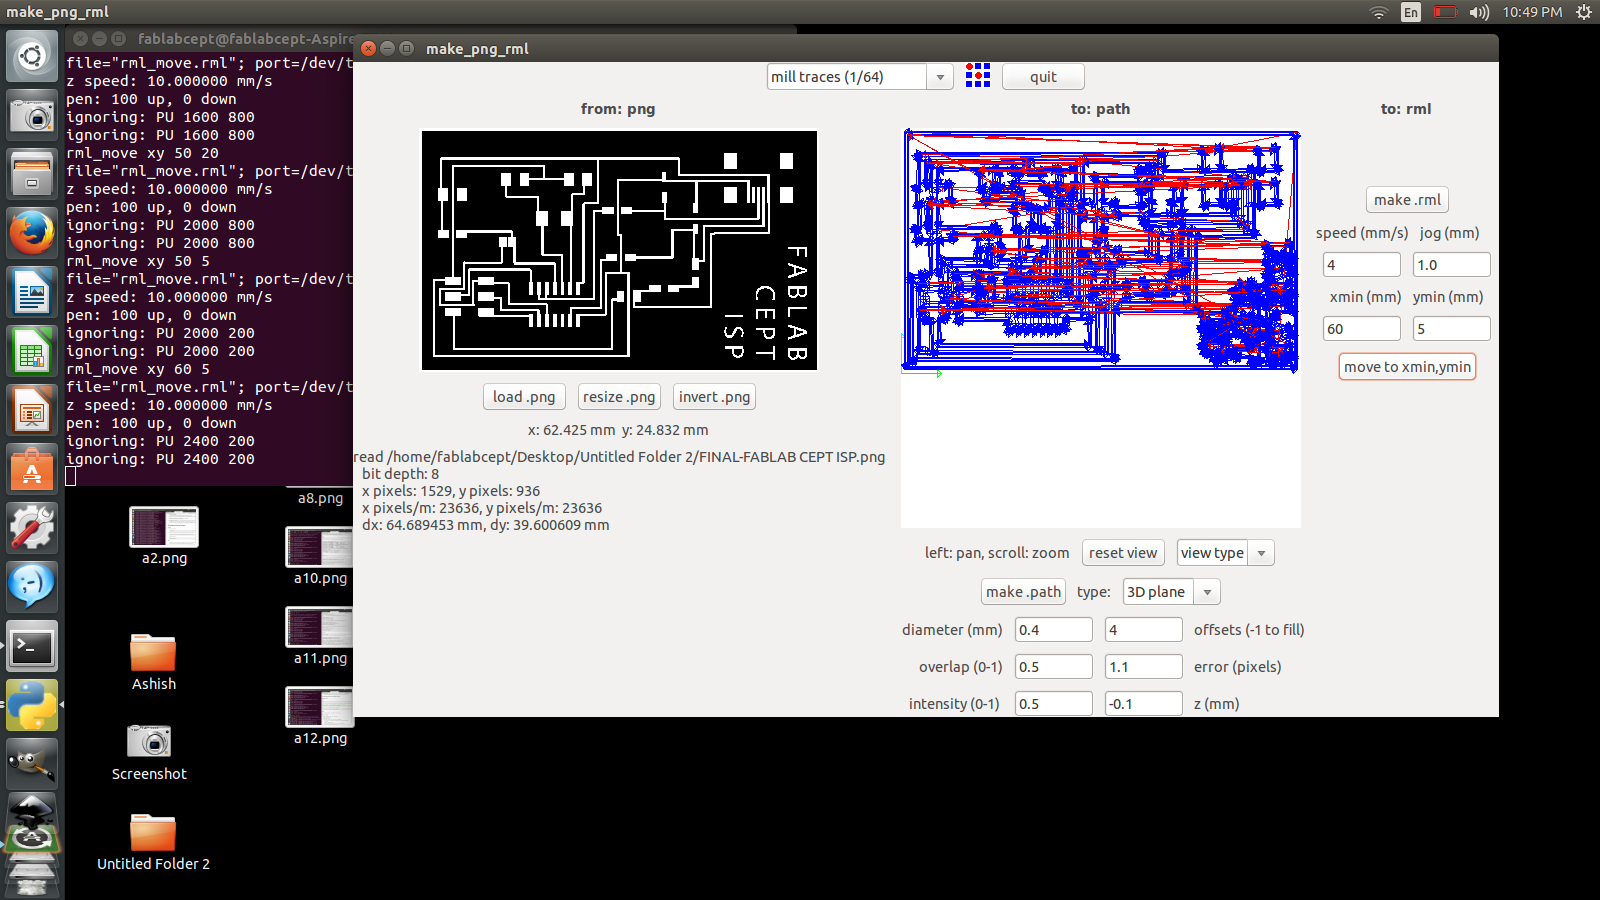 make_png_rml
En
10:49 PM
fablabcept@fablabcept-Aspire
file="rml_move.rml"; port=/dev/t
z speed: 10.000000 mm/s
pen: 100 up, 0 down
ignoring: PU 1600 800
ignoring: PU 1600 800
rml_move xy 50 20
file="rml_move.rml"; port=/dev/t
z speed: 10.000000 mm/s
pen: 100 up, 0 down
ignoring: PU 2000 800
ignoring: PU 2000 800
rml_move xy 50 5
file="rml_move.rml"; port=/dev/t
z speed: 10.000000 mm/s
pen: 100 up, 0 down
ignoring: PU 2000 200
ignoring: PU 2000 200
rml_move xy 60 5
file="rml_move.rml"; port=/dev/t
z speed: 10.000000 mm/s
pen: 100 up, 0 down
ignoring: PU 2400 200
ignoring: PU 2400 200
a8.png
a2.png
a10.png
a11.png
Ashish
a12.png
Screenshot
Untitled Folder 2
make_png_rml
mill traces (1/64)
quit
from: png
FABLAB
CEPT
ISP
load .png
resize .png
invert .png
x: 62.425 mm y: 24.832 mm
read /home/fablabcept/Desktop/Untitled Folder 2/FINAL-FABLAB CEPT ISP.png
bit depth: 8
x pixels: 1529, y pixels: 936
x pixels/m: 23636, y pixels/m: 23636
dx: 64.689453 mm, dy: 39.600609 mm
to: path
left: pan, scroll: zoom
reset view
view type
make .path
type:
3D plane
diameter (mm) 0.4 4 offsets (-1 to fill)
overlap (0-1) 0.5 1.1 error (pixels)
intensity (0-1) 0.5 -0.1 z (mm)
to: rml
make .rml
speed (mm/s) jog (mm)
4 1.0
xmin (mm) ymin (mm)
60 5
move to xmin,ymin